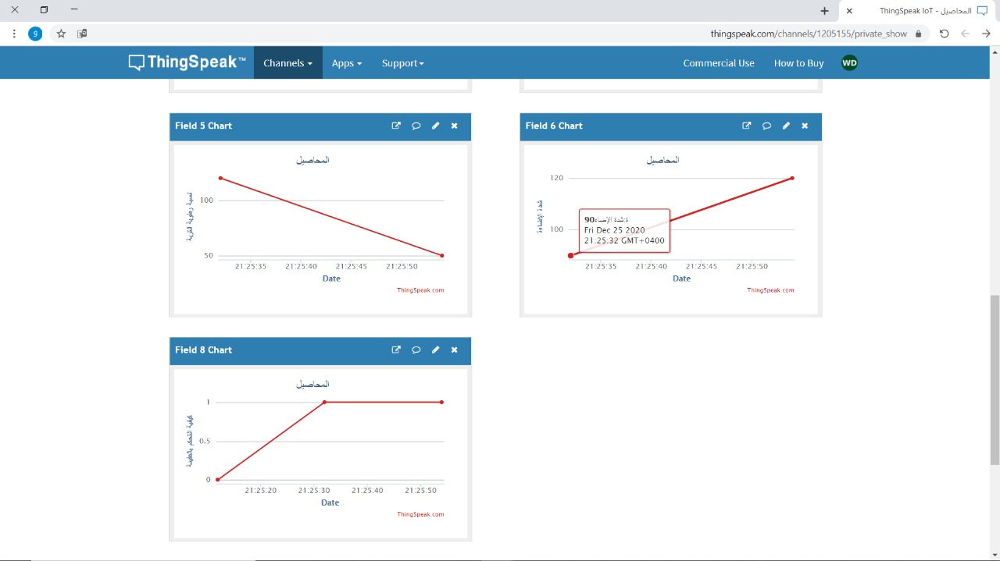 ThingSpeak IoT - المحاصيل
thingspeak.com/channels/1205155/private_show
g
ThingSpeak™
Channels
Apps
Support
Commercial Use
How to Buy
WD
Field 5 Chart
المحاصيل
نسبة رطوبة التربة
100
50
21:25:35
21:25:40
21:25:45
21:25:50
Date
ThingSpeak.com
Field 6 Chart
المحاصيل
شدة الإضاءة
120
100
شدة الإضاءة:90
Fri Dec 25 2020
21:25:32 GMT+0400
21:25:35
21:25:40
21:25:45
21:25:50
Date
ThingSpeak.com
Field 8 Chart
المحاصيل
كيفية التحكم بالدفيئة
1
0.5
0
21:25:20
21:25:30
21:25:40
21:25:50
Date
ThingSpeak.com